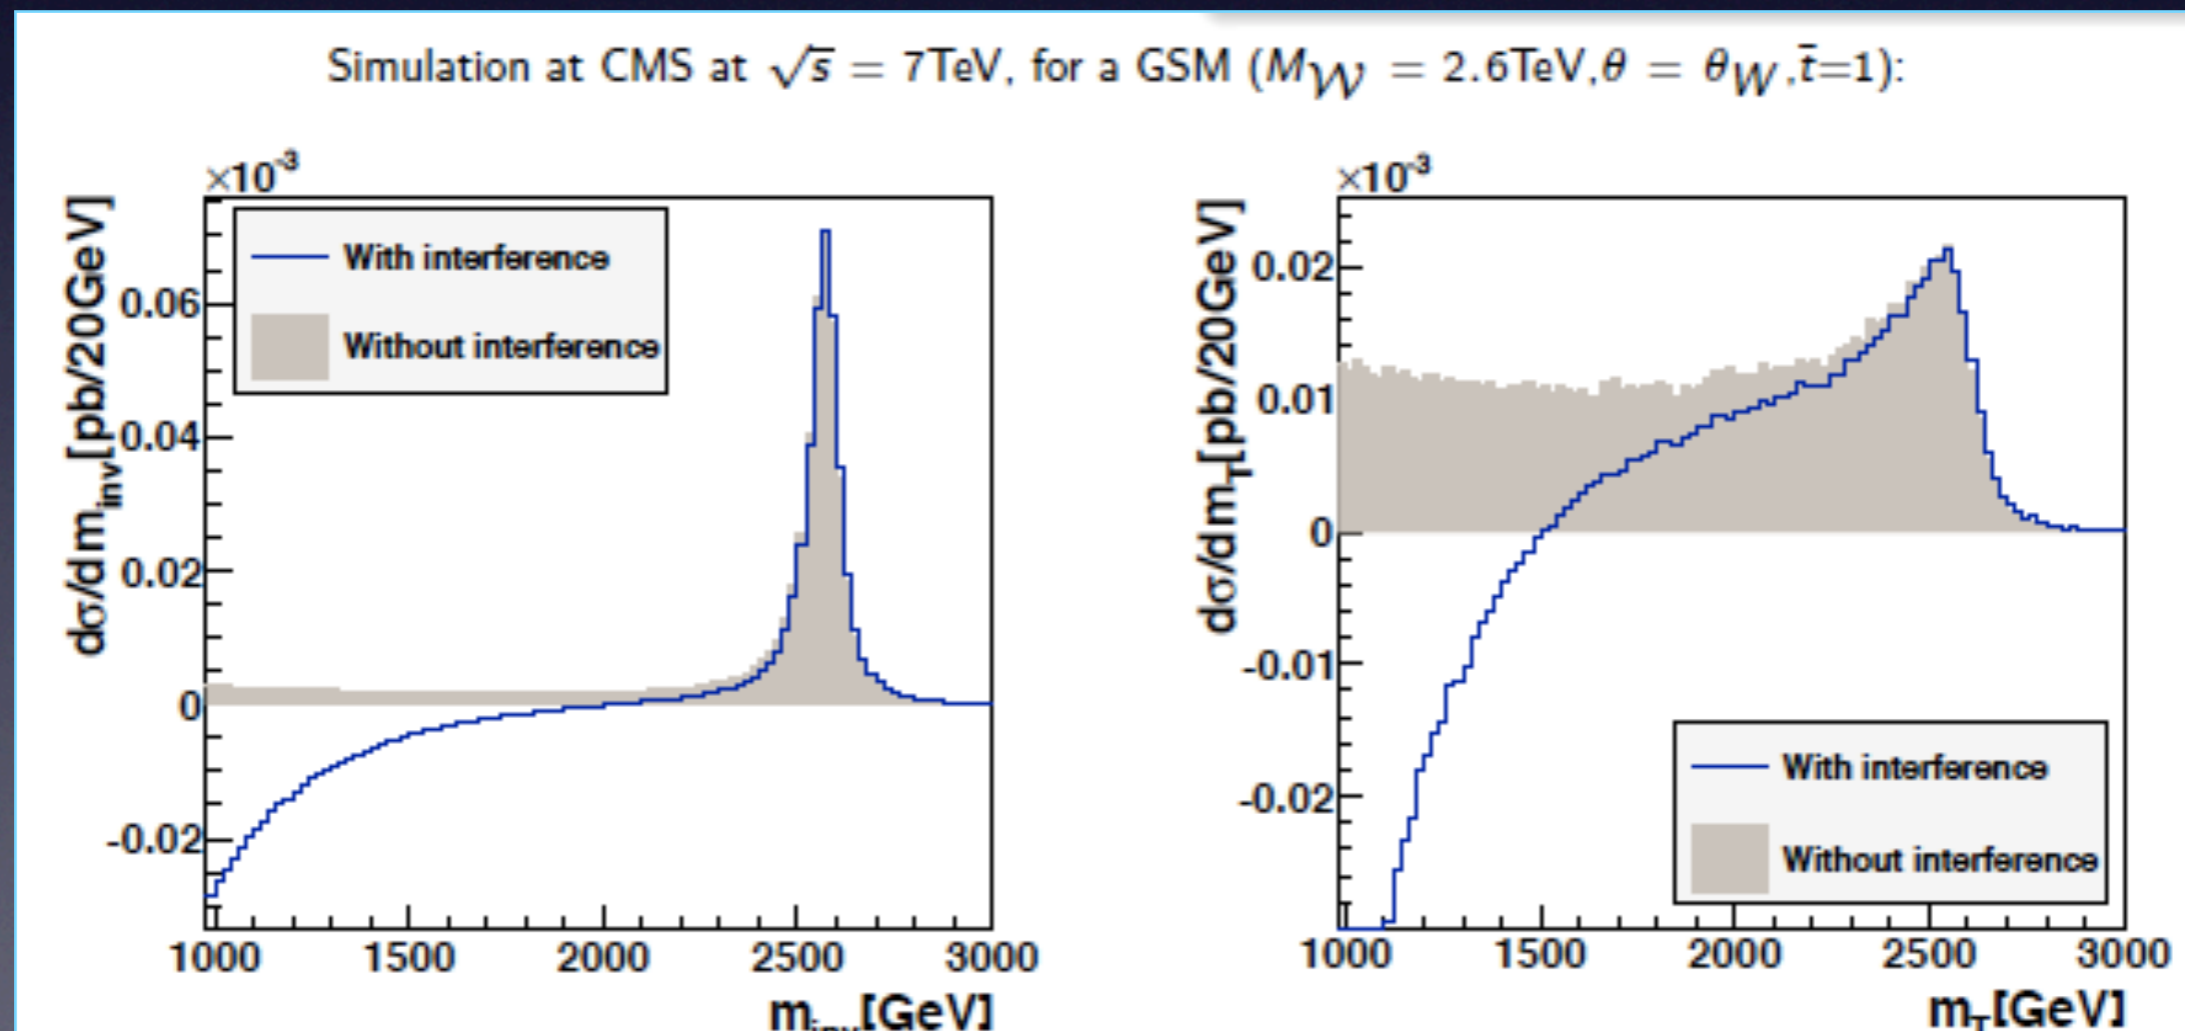 Simulation at CMS at √s = 7TeV, for a GSM (M𝒲 = 2.6TeV,θ = θW,t̄=1):
×10⁻³
dσ/dm_inv[pb/20GeV]
With interference
Without interference
0.06
0.04
0.02
0
-0.02
1000 1500 2000 2500 3000
m_inv[GeV]
×10⁻³
dσ/dm_T[pb/20GeV]
0.02
0.01
0
-0.01
-0.02
With interference
Without interference
1000 1500 2000 2500 3000
m_T[GeV]